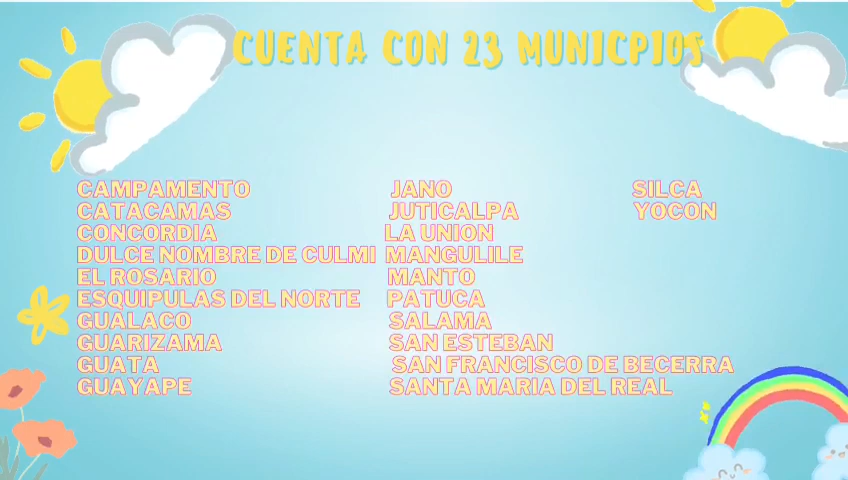 CUENTA CON 23 MUNICPIOS
CAMPAMENTO
CATACAMAS
CONCORDIA
DULCE NOMBRE DE CULMI
EL ROSARIO
ESQUIPULAS DEL NORTE
GUALACO
GUARIZAMA
GUATA
GUAYAPE
JANO
JUTICALPA
LA UNION
MANGULILE
MANTO
PATUCA
SALAMA
SAN ESTEBAN
SAN FRANCISCO DE BECERRA
SANTA MARIA DEL REAL
SILCA
YOCON